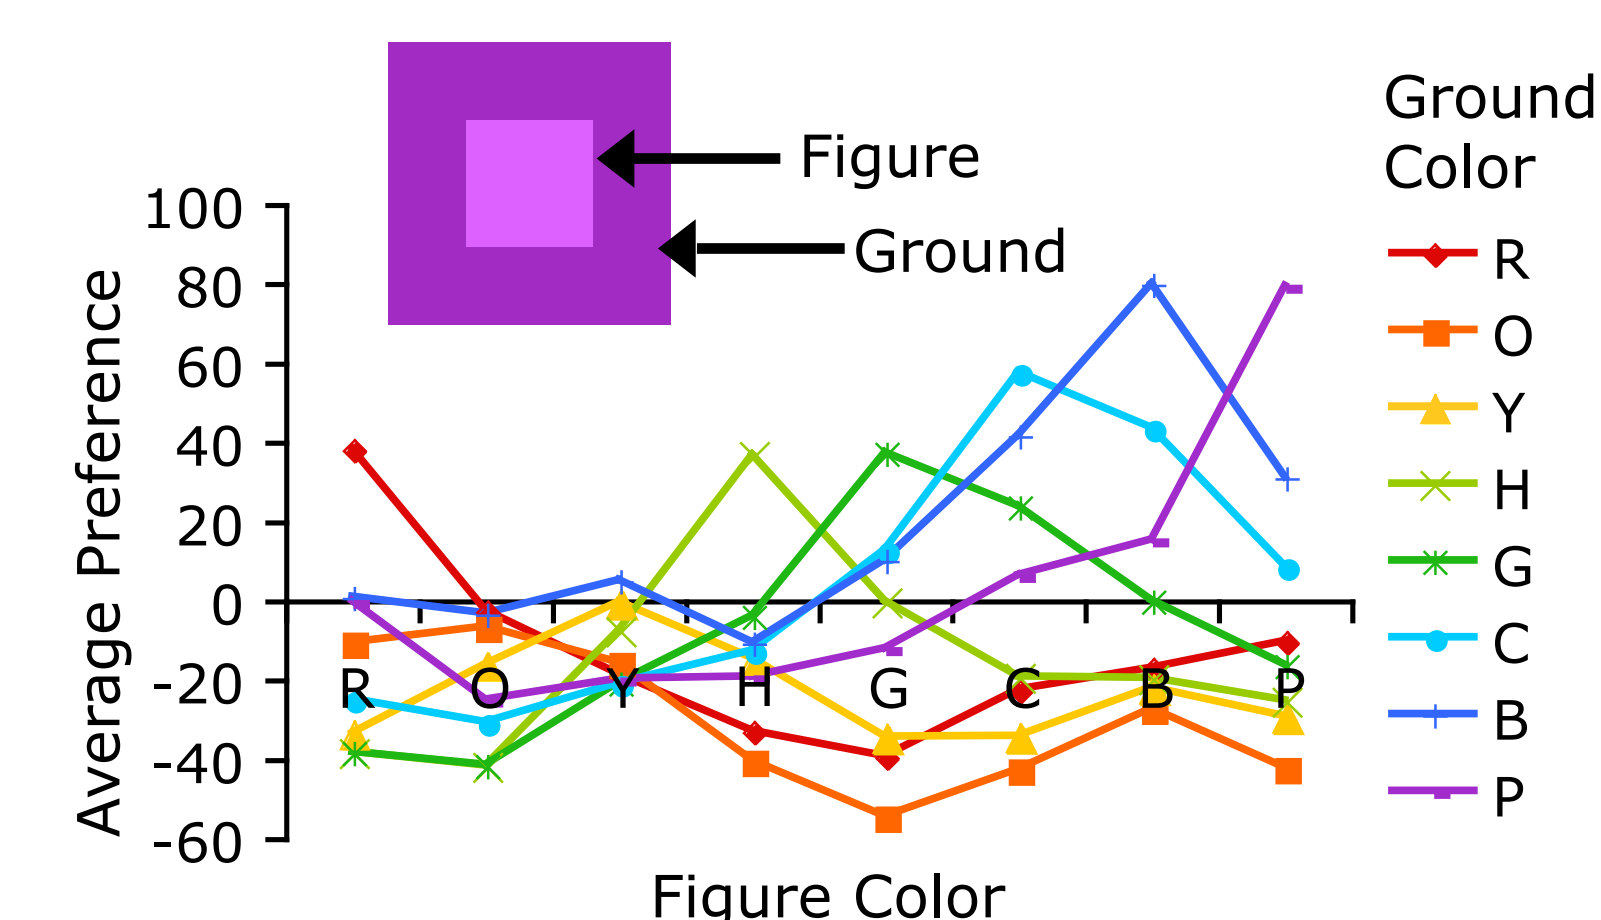 Figure
Ground
Ground
Color
R
O
Y
H
G
C
B
P
Average Preference
100
80
60
40
20
0
-20
-40
-60
R O Y H G C B P
Figure Color